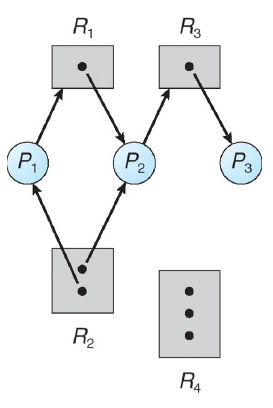 R₁ R₃
P₁ P₂ P₃
R₂
R₄